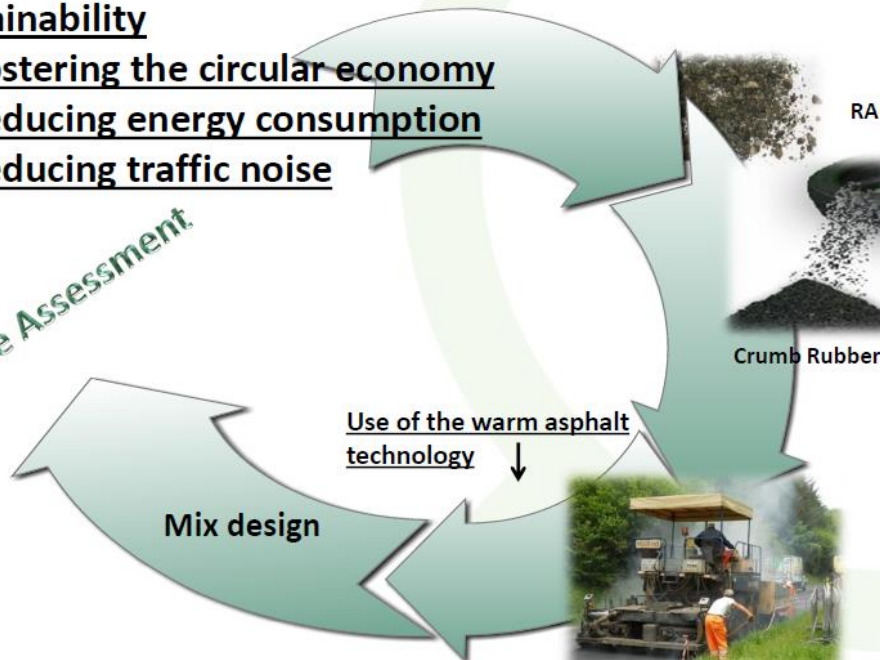 ainability
ostering the circular economy
educing energy consumption
educing traffic noise
RA
e Assessment
Crumb Rubber
Use of the warm asphalt
technology
Mix design